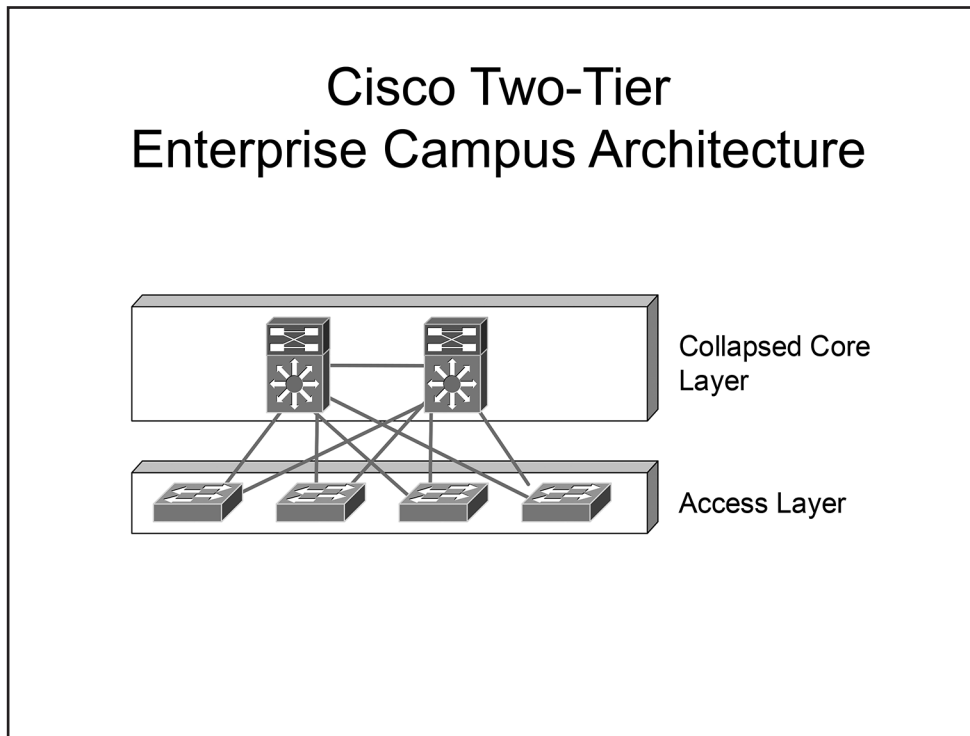 Cisco Two-Tier
Enterprise Campus Architecture
Collapsed Core
Layer
Access Layer